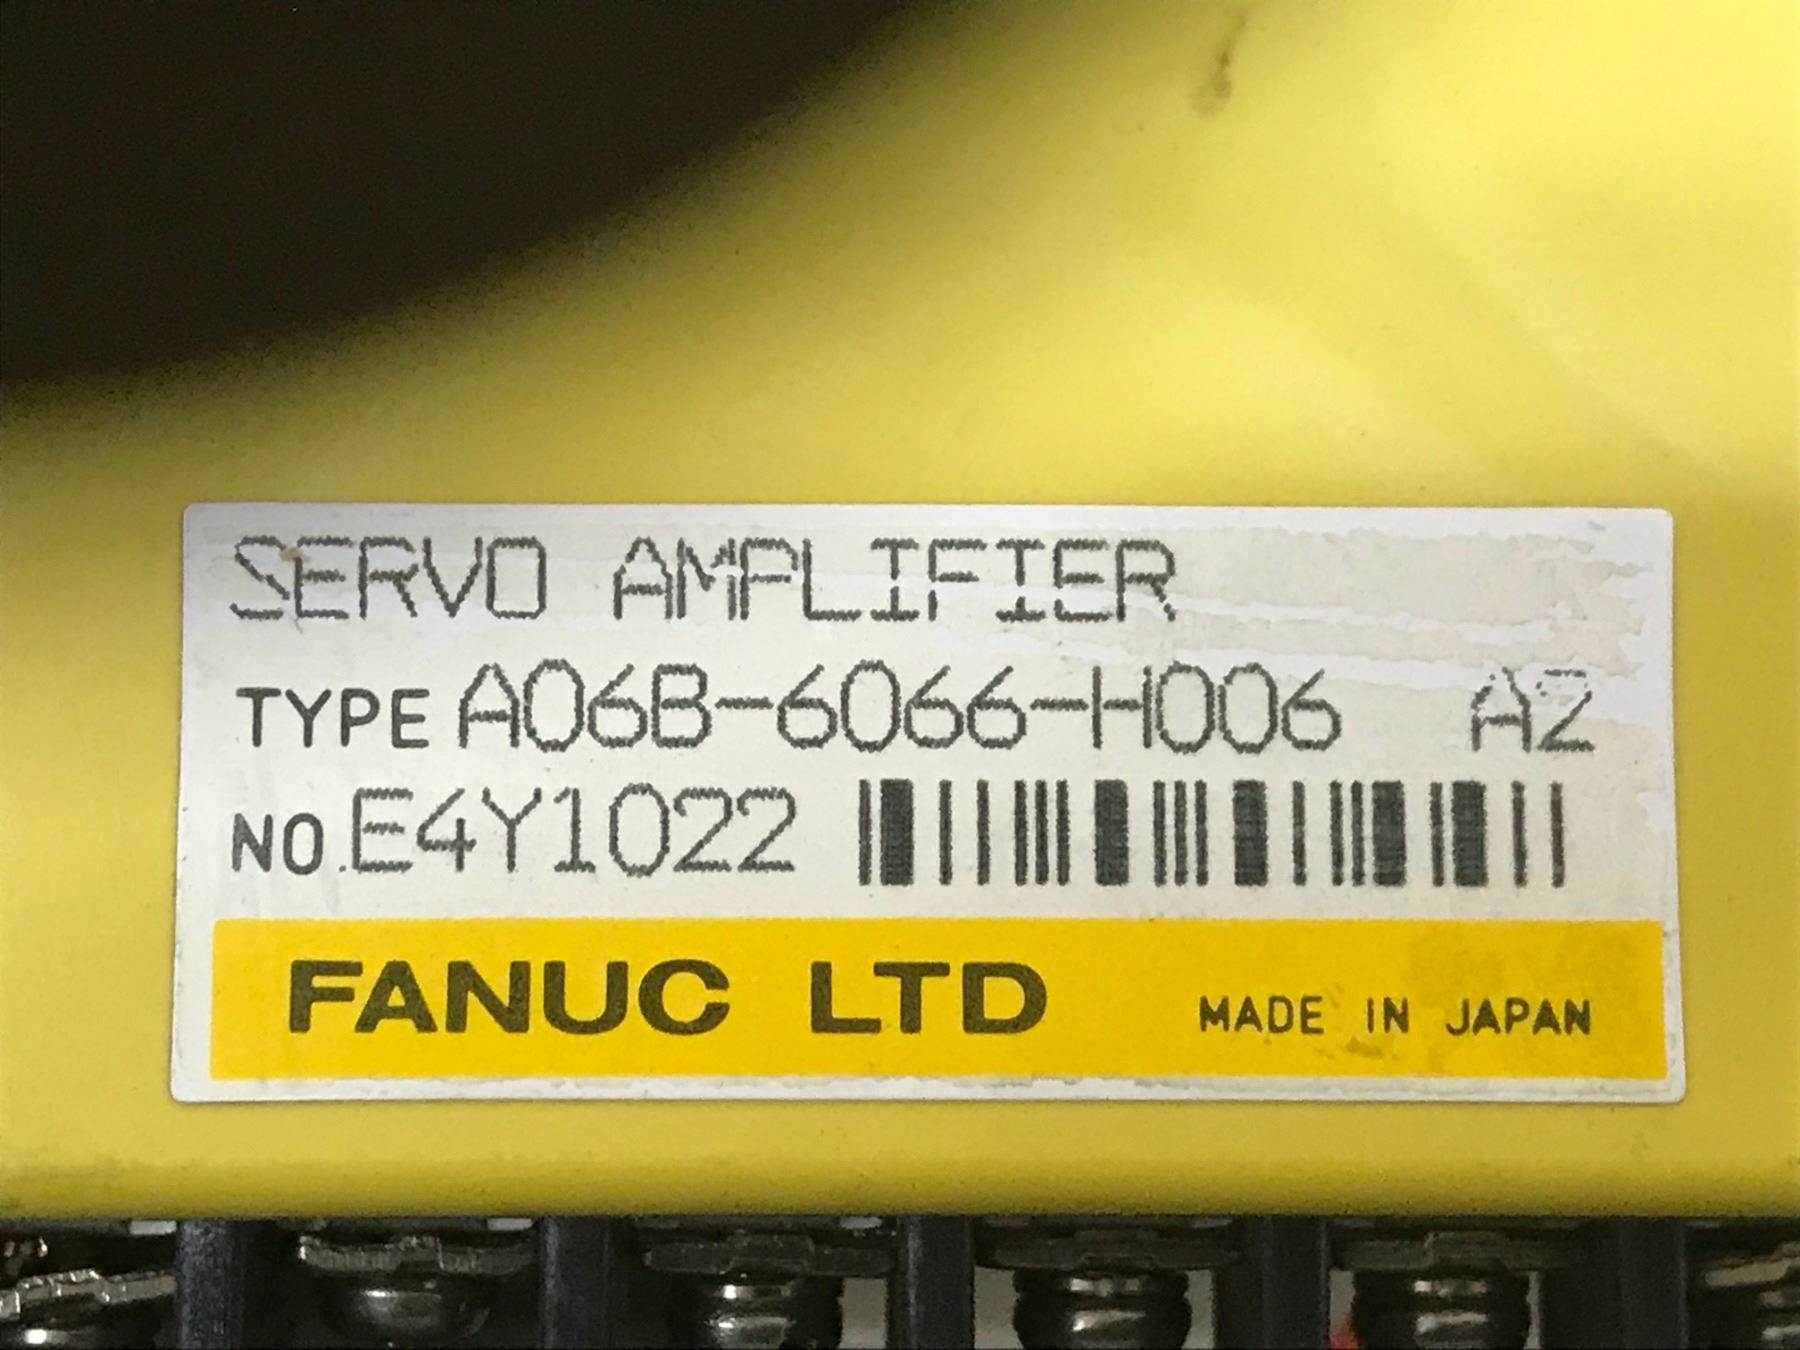 SERVO AMPLIFIER
TYPE A06B-6066-H006 A2
NO. E4Y1022
FANUC LTD MADE IN JAPAN